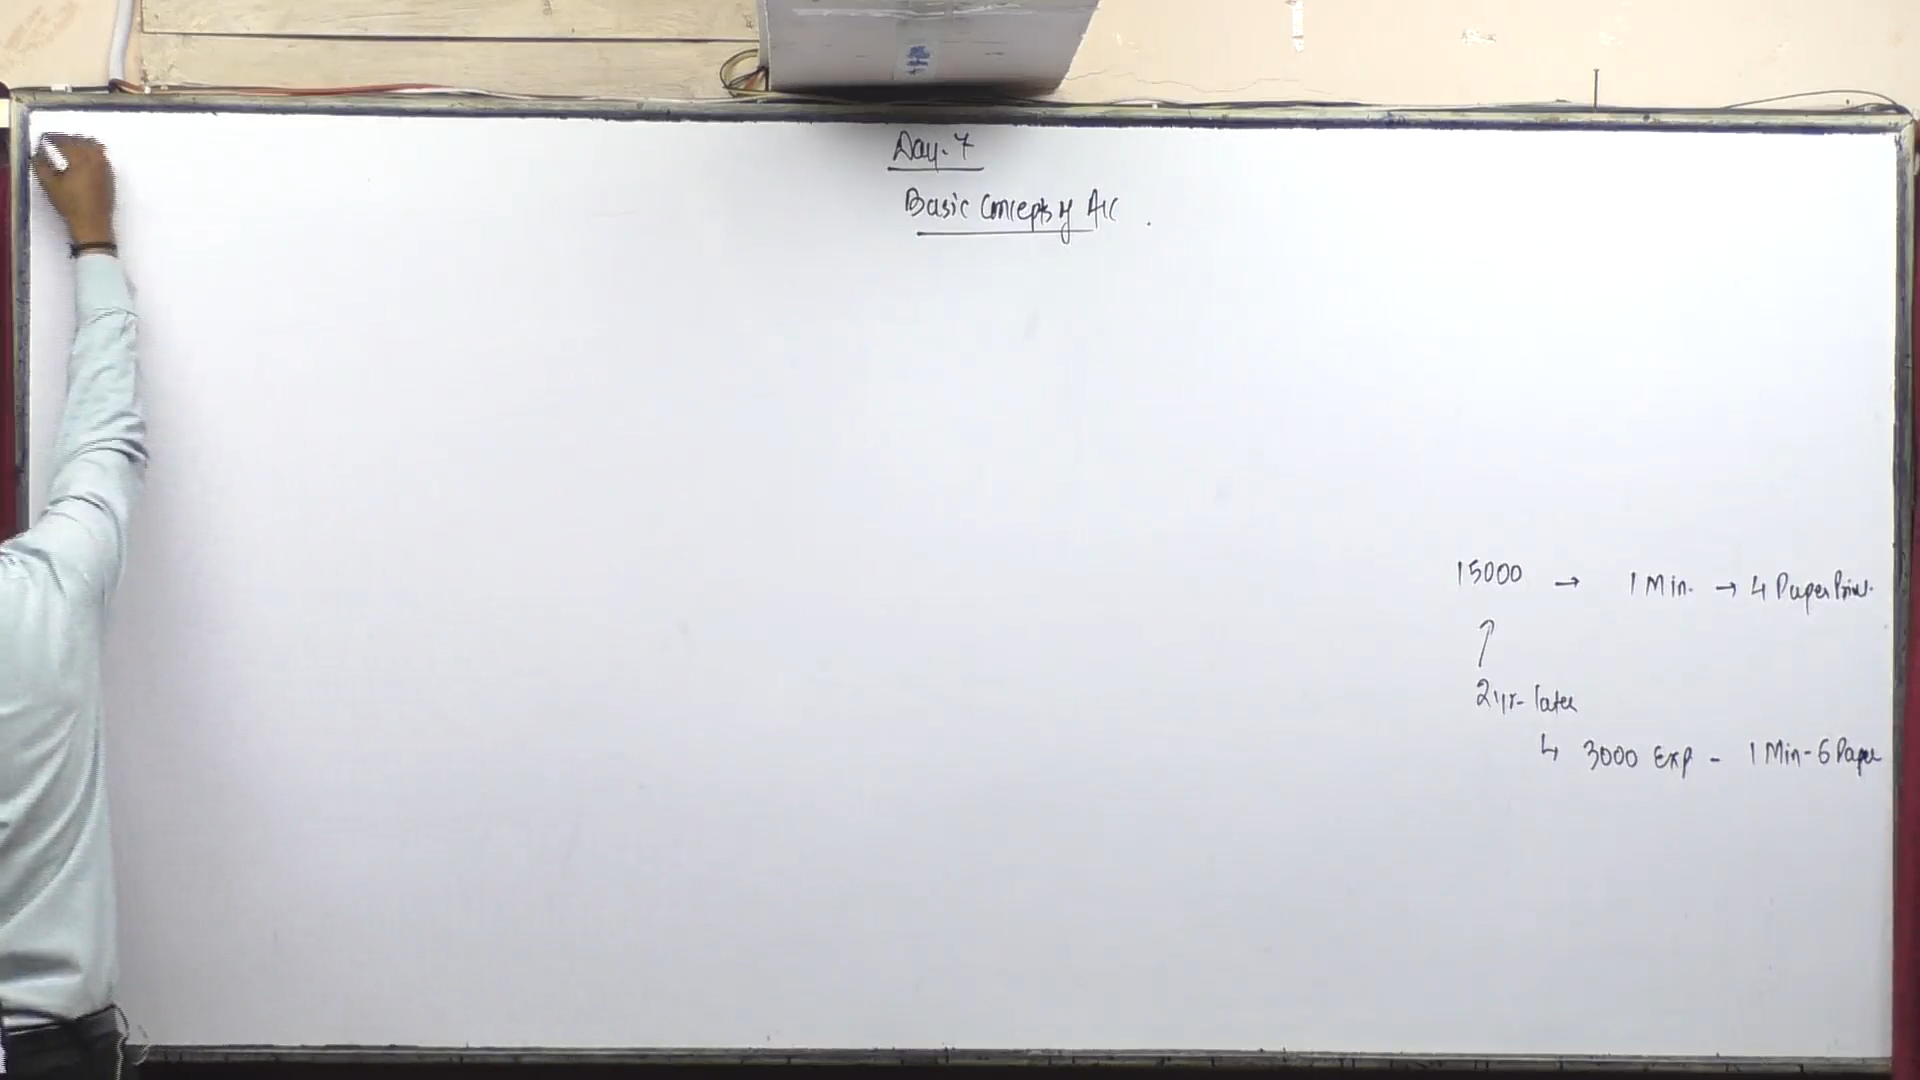 Day. 7
Basic Concepts of A/c .
15000 → 1 Min. → 4 Paper Print.
↑
2 yr- later
↳ 3000 Exp - 1 Min - 6 Paper